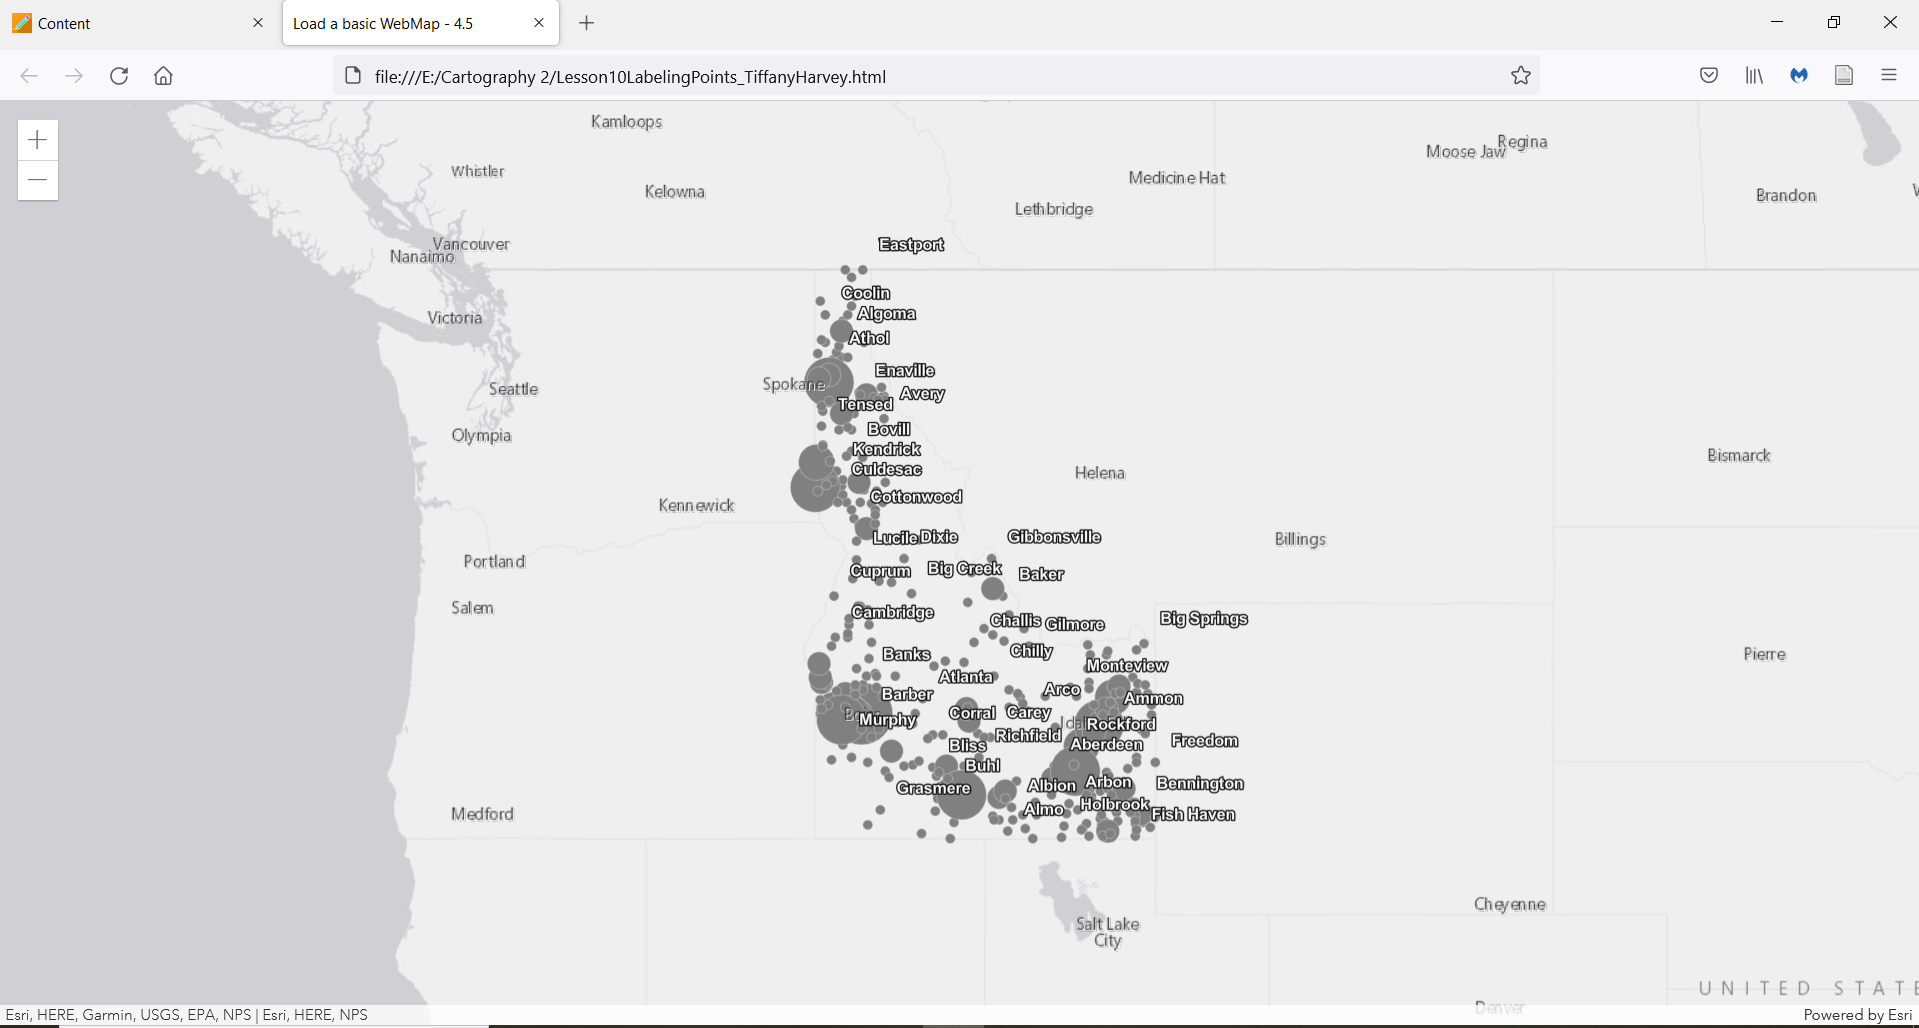 Content
Load a basic WebMap - 4.5
file:///E:/Cartography 2/Lesson10LabelingPoints_TiffanyHarvey.html
Kamloops
Regina
Moose Jaw
Whistler
Medicine Hat
Kelowna
Brandon
Lethbridge
Vancouver
Eastport
Nanaimo
Coolin
Algoma
Victoria
Athol
Enaville
Spokane
Seattle
Avery
Tensed
Bovill
Olympia
Kendrick
Bismarck
Culdesac
Helena
Cottonwood
Kennewick
Lucile
Dixie
Gibbonsville
Billings
Portland
Cuprum
Big Creek
Baker
Salem
Cambridge
Challis
Gilmore
Big Springs
Banks
Chilly
Pierre
Monteview
Atlanta
Arco
Barber
Ammon
Murphy
Corral
Carey
Rockford
Richfield
Bliss
Aberdeen
Freedom
Buhl
Grasmere
Albion
Arbon
Bennington
Almo
Holbrook
Medford
Fish Haven
Cheyenne
Salt Lake
City
UNITED STATE
Denver
Esri, HERE, Garmin, USGS, EPA, NPS | Esri, HERE, NPS
Powered by Esri